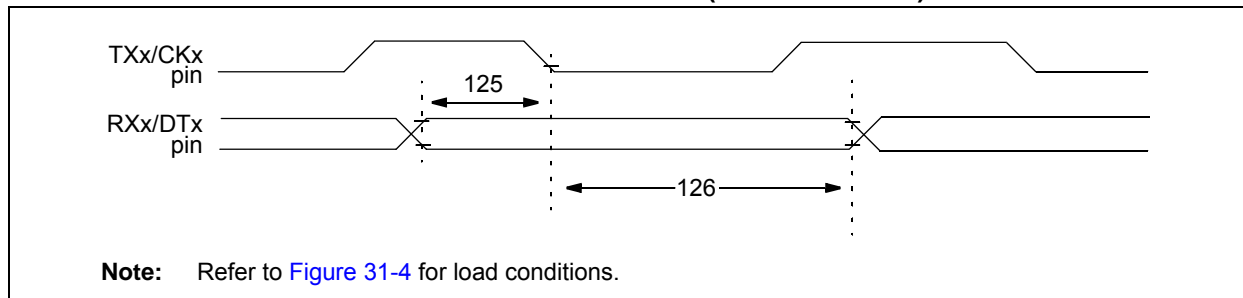 TXx/CKx
pin
125
RXx/DTx
pin
126
Note: Refer to Figure 31-4 for load conditions.